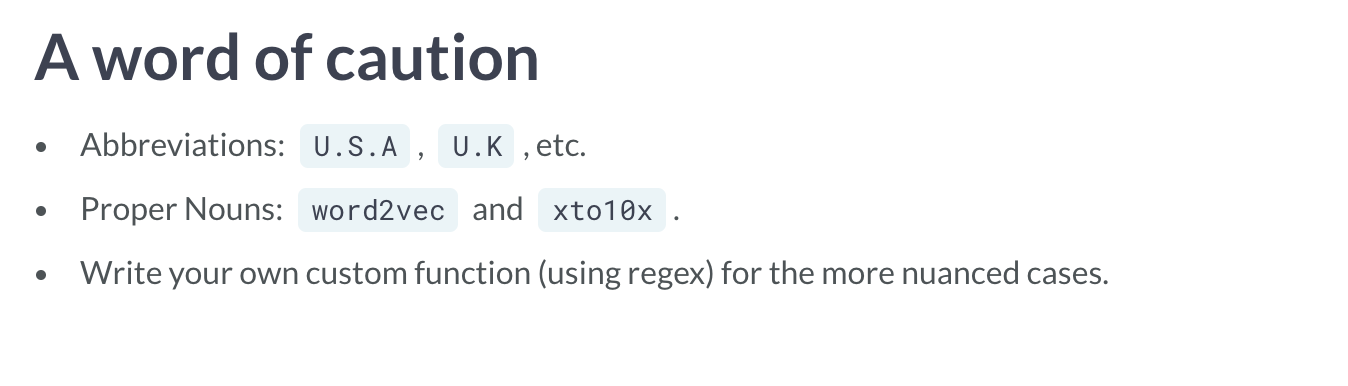 A word of caution
• Abbreviations: U.S.A , U.K , etc.
• Proper Nouns: word2vec and xto10x .
• Write your own custom function (using regex) for the more nuanced cases.